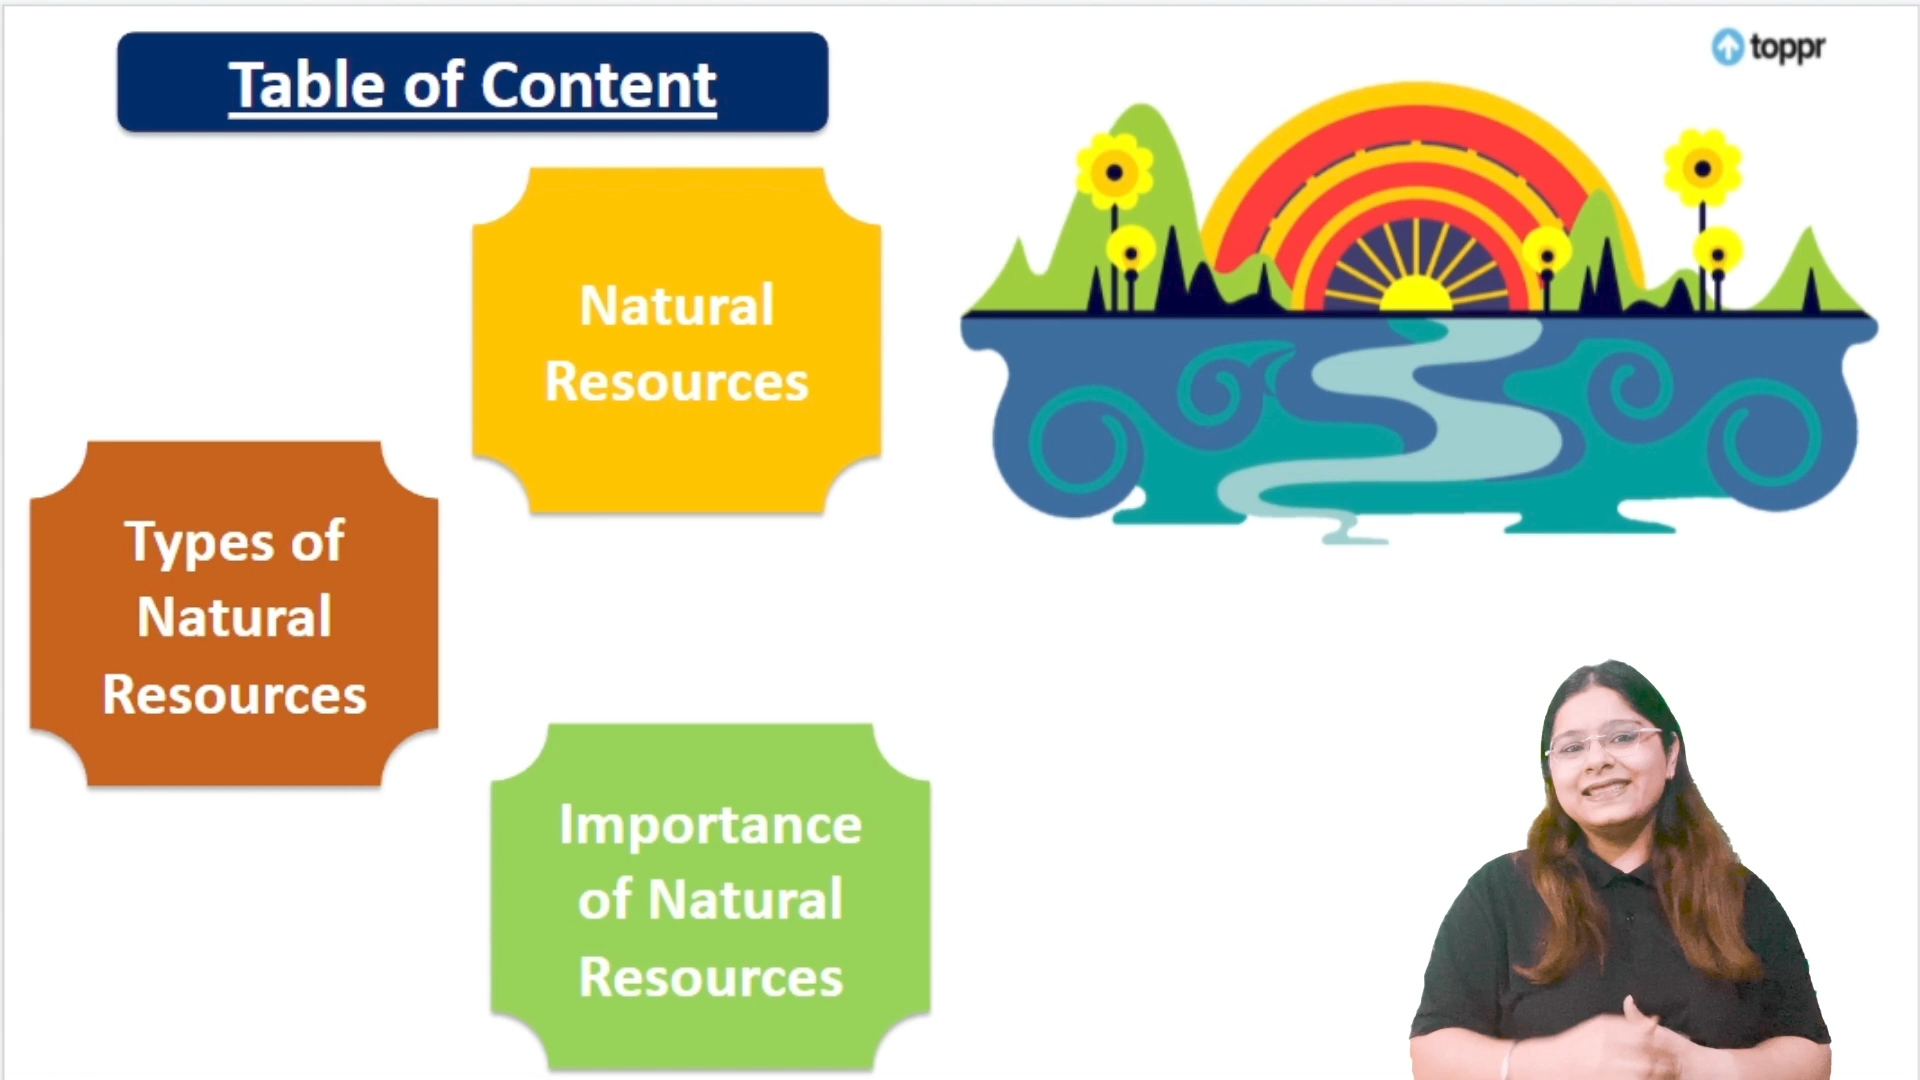 Table of Content
toppr
Natural
Resources
Types of
Natural
Resources
Importance
of Natural
Resources